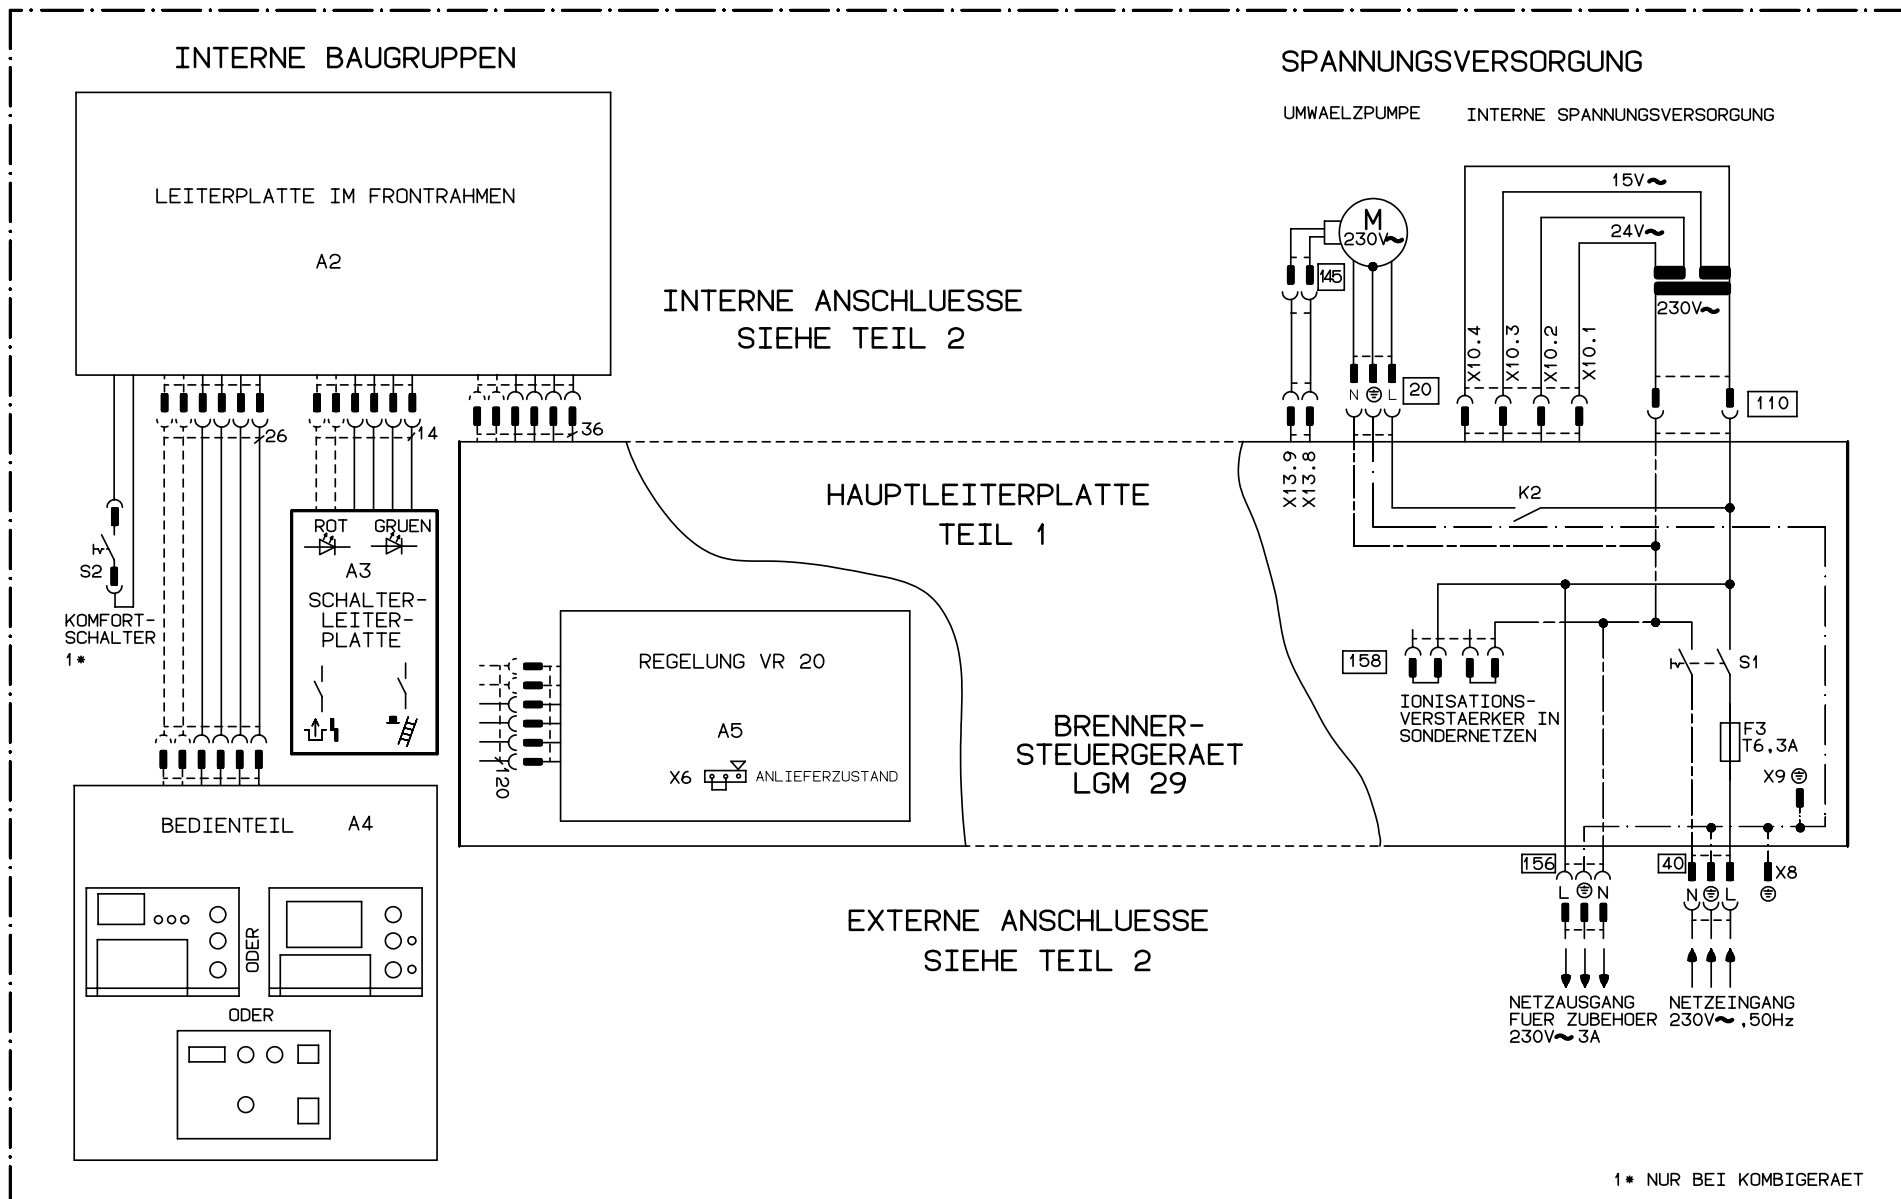 INTERNE BAUGRUPPEN
SPANNUNGSVERSORGUNG
UMWAELZPUMPE
INTERNE SPANNUNGSVERSORGUNG
LEITERPLATTE IM FRONTRAHMEN
A2
INTERNE ANSCHLUESSE
SIEHE TEIL 2
M
230V~
145
15V~
24V~
230V~
X10.4
X10.3
X10.2
X10.1
N
L
20
110
26
14
36
X13.9
X13.8
HAUPTLEITERPLATTE
TEIL 1
K2
S2
KOMFORT-
SCHALTER
1*
ROT
GRUEN
A3
SCHALTER-
LEITER-
PLATTE
REGELUNG VR 20
A5
X6
ANLIEFERZUSTAND
120
BRENNER-
STEUERGERAET
LGM 29
158
IONISATIONS-
VERSTAERKER IN
SONDERNETZEN
S1
F3
T6,3A
X9
BEDIENTEIL
A4
ODER
ODER
EXTERNE ANSCHLUESSE
SIEHE TEIL 2
156
L
N
40
N
L
X8
NETZAUSGANG
FUER ZUBEHOER
230V~ 3A
NETZEINGANG
230V~,50Hz
1* NUR BEI KOMBIGERAET